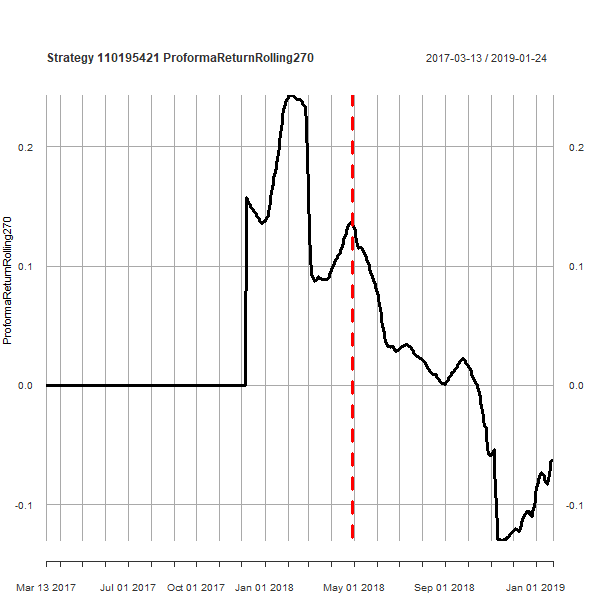 Strategy 110195421 ProformaReturnRolling270
2017-03-13 / 2019-01-24
ProformaReturnRolling270
0.2 0.2
0.1 0.1
0.0 0.0
-0.1 -0.1
Mar 13 2017 Jul 01 2017 Oct 01 2017 Jan 01 2018 May 01 2018 Sep 01 2018 Jan 01 2019